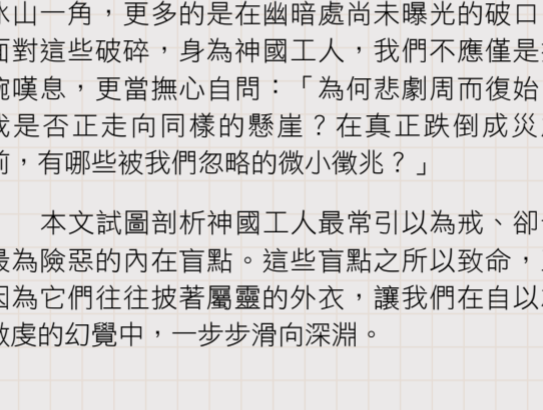 冰山一角，更多的是在幽暗處尚未曝光的破口
面對這些破碎，身為神國工人，我們不應僅是
腕嘆息，更當撫心自問：「為何悲劇周而復始
我是否正走向同樣的懸崖？在真正跌倒成災
前，有哪些被我們忽略的微小徵兆？」
本文試圖剖析神國工人最常引以為戒、卻
最為險惡的內在盲點。這些盲點之所以致命，
因為它們往往披著屬靈的外衣，讓我們在自以
敬虔的幻覺中，一步步滑向深淵。